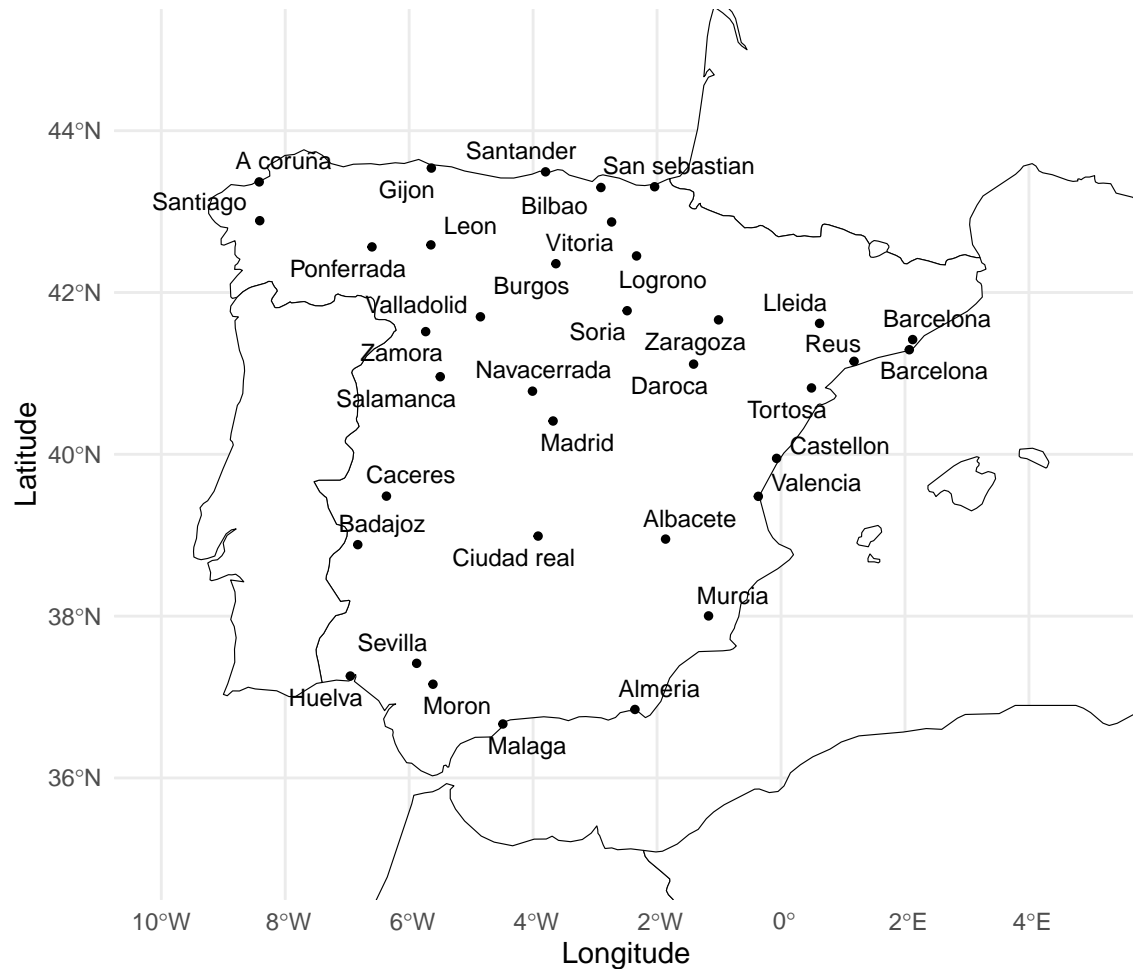 44°N
42°N
40°N
38°N
36°N
Latitude
A coruña
Santander
San sebastian
Gijon
Santiago
Bilbao
Leon
Vitoria
Ponferrada
Logrono
Burgos
Valladolid
Lleida
Barcelona
Soria
Zaragoza
Reus
Zamora
Navacerrada
Barcelona
Daroca
Salamanca
Tortosa
Madrid
Castellon
Caceres
Valencia
Badajoz
Albacete
Ciudad real
Murcia
Sevilla
Almeria
Huelva
Moron
Malaga
10°W 8°W 6°W 4°W 2°W 0° 2°E 4°E
Longitude